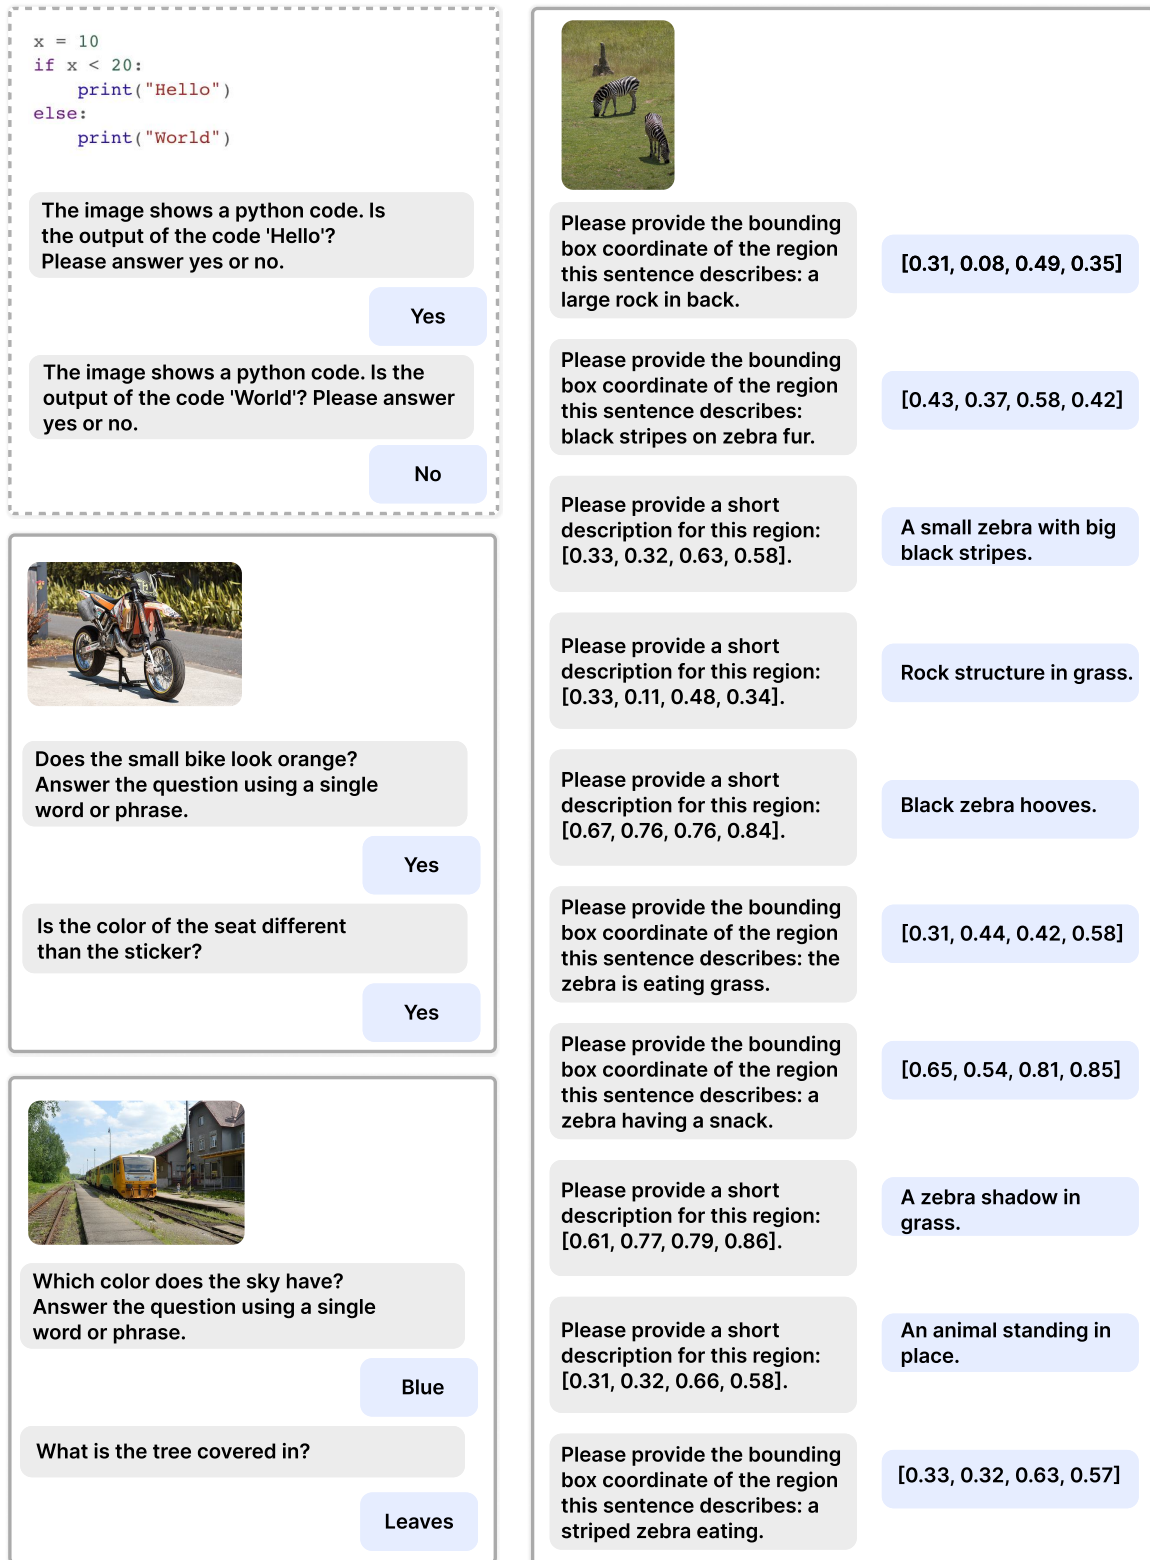 x = 10
if x < 20:
    print("Hello")
else:
    print("World")
The image shows a python code. Is
the output of the code 'Hello'?
Please answer yes or no.
Yes
The image shows a python code. Is the
output of the code 'World'? Please answer
yes or no.
No
Does the small bike look orange?
Answer the question using a single
word or phrase.
Yes
Is the color of the seat different
than the sticker?
Yes
Which color does the sky have?
Answer the question using a single
word or phrase.
Blue
What is the tree covered in?
Leaves
Please provide the bounding
box coordinate of the region
this sentence describes: a
large rock in back.
[0.31, 0.08, 0.49, 0.35]
Please provide the bounding
box coordinate of the region
this sentence describes:
black stripes on zebra fur.
[0.43, 0.37, 0.58, 0.42]
Please provide a short
description for this region:
[0.33, 0.32, 0.63, 0.58].
A small zebra with big
black stripes.
Please provide a short
description for this region:
[0.33, 0.11, 0.48, 0.34].
Rock structure in grass.
Please provide a short
description for this region:
[0.67, 0.76, 0.76, 0.84].
Black zebra hooves.
Please provide the bounding
box coordinate of the region
this sentence describes: the
zebra is eating grass.
[0.31, 0.44, 0.42, 0.58]
Please provide the bounding
box coordinate of the region
this sentence describes: a
zebra having a snack.
[0.65, 0.54, 0.81, 0.85]
Please provide a short
description for this region:
[0.61, 0.77, 0.79, 0.86].
A zebra shadow in
grass.
Please provide a short
description for this region:
[0.31, 0.32, 0.66, 0.58].
An animal standing in
place.
Please provide the bounding
box coordinate of the region
this sentence describes: a
striped zebra eating.
[0.33, 0.32, 0.63, 0.57]